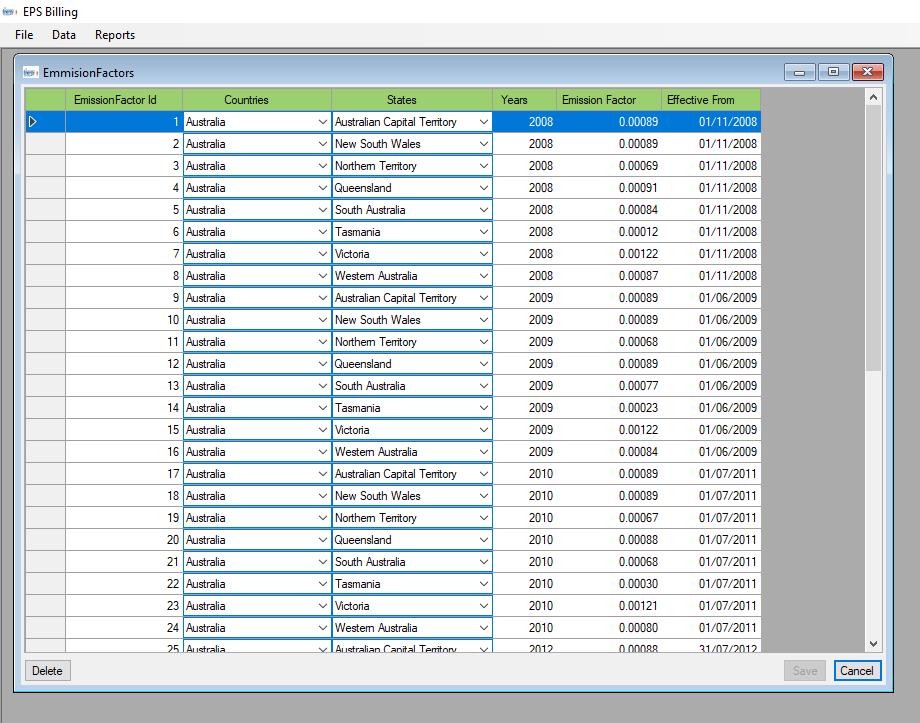 EPS Billing
File Data Reports
EmmisionFactors
EmissionFactor Id Countries States Years Emission Factor Effective From
1 Australia Australian Capital Territory 2008 0.00089 01/11/2008
2 Australia New South Wales 2008 0.00089 01/11/2008
3 Australia Northern Territory 2008 0.00069 01/11/2008
4 Australia Queensland 2008 0.00091 01/11/2008
5 Australia South Australia 2008 0.00084 01/11/2008
6 Australia Tasmania 2008 0.00012 01/11/2008
7 Australia Victoria 2008 0.00122 01/11/2008
8 Australia Western Australia 2008 0.00087 01/11/2008
9 Australia Australian Capital Territory 2009 0.00089 01/06/2009
10 Australia New South Wales 2009 0.00089 01/06/2009
11 Australia Northern Territory 2009 0.00068 01/06/2009
12 Australia Queensland 2009 0.00089 01/06/2009
13 Australia South Australia 2009 0.00077 01/06/2009
14 Australia Tasmania 2009 0.00023 01/06/2009
15 Australia Victoria 2009 0.00122 01/06/2009
16 Australia Western Australia 2009 0.00084 01/06/2009
17 Australia Australian Capital Territory 2010 0.00089 01/07/2011
18 Australia New South Wales 2010 0.00089 01/07/2011
19 Australia Northern Territory 2010 0.00067 01/07/2011
20 Australia Queensland 2010 0.00088 01/07/2011
21 Australia South Australia 2010 0.00068 01/07/2011
22 Australia Tasmania 2010 0.00030 01/07/2011
23 Australia Victoria 2010 0.00121 01/07/2011
24 Australia Western Australia 2010 0.00080 01/07/2011
25 Australia Australian Capital Territory 2012 0.00088 31/07/2012
Delete Save Cancel